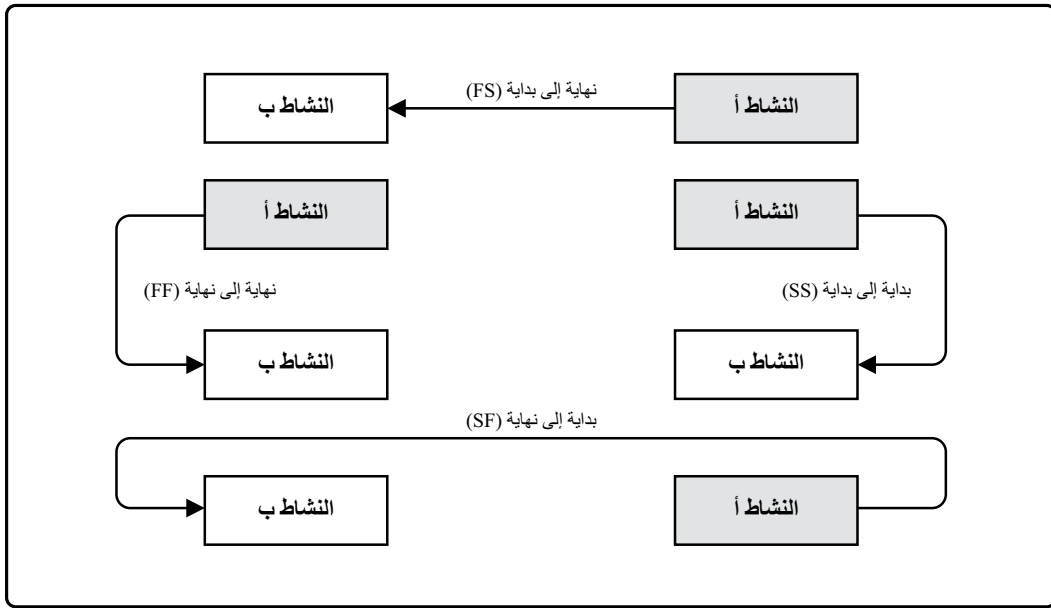 نهاية إلى بداية (FS)
النشاط أ
النشاط ب
النشاط أ
النشاط أ
بداية إلى بداية (SS)
نهاية إلى نهاية (FF)
النشاط ب
النشاط ب
بداية إلى نهاية (SF)
النشاط أ
النشاط ب